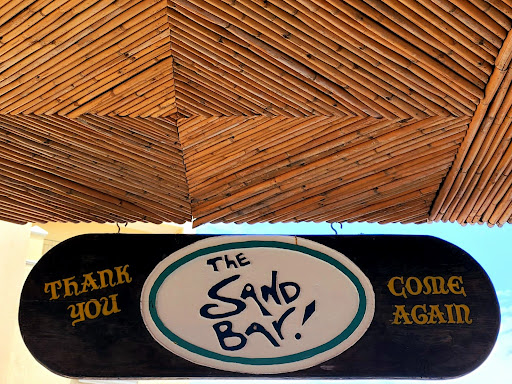 THANK
YOU
THE
SAND
BAr!
COME
AGAIN